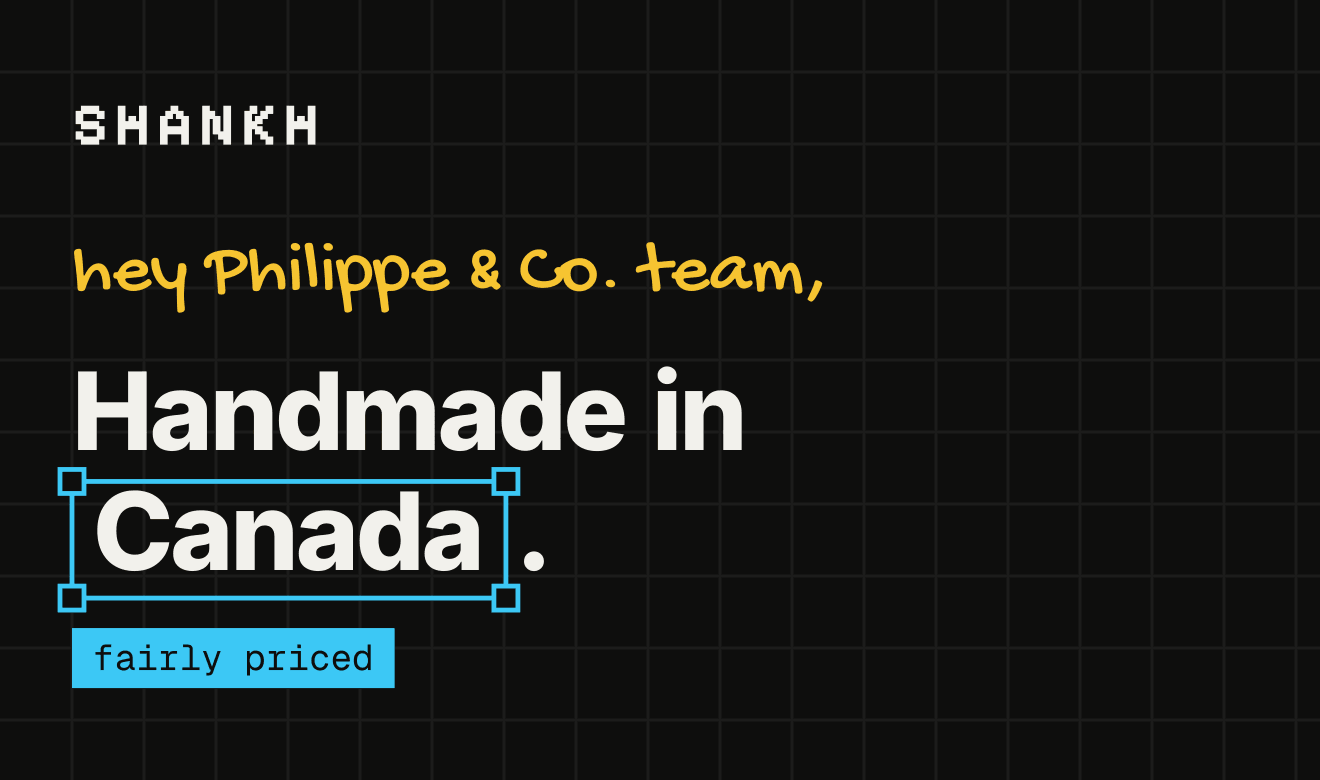 SHANKH
hey Philippe & Co. team,
Handmade in
Canada .
fairly priced